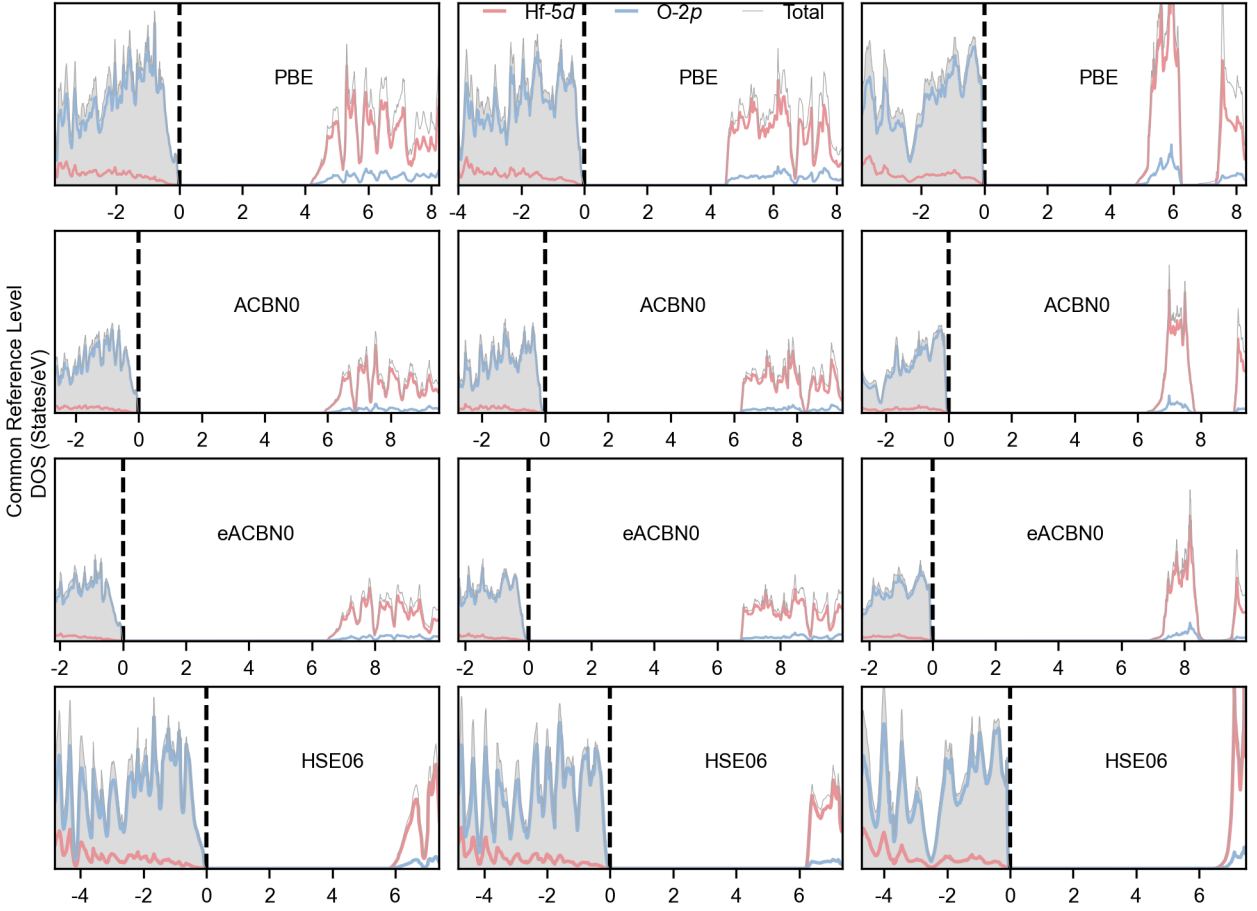 Hf-5d O-2p Total
PBE PBE PBE
-2 0 2 4 6 8 -4 -2 0 2 4 6 8 -2 0 2 4 6 8
ACBN0 ACBN0 ACBN0
-2 0 2 4 6 8 -2 0 2 4 6 8 -2 0 2 4 6 8
Common Reference Level
DOS (States/eV)
eACBN0 eACBN0 eACBN0
-2 0 2 4 6 8 -2 0 2 4 6 8 -2 0 2 4 6 8
HSE06 HSE06 HSE06
-4 -2 0 2 4 6 -4 -2 0 2 4 6 -4 -2 0 2 4 6